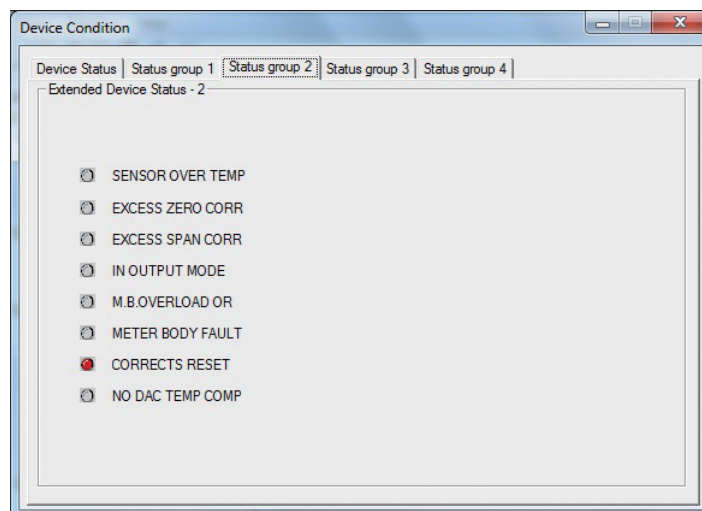 Device Condition
Device Status Status group 1 Status group 2 Status group 3 Status group 4
Extended Device Status - 2
SENSOR OVER TEMP
EXCESS ZERO CORR
EXCESS SPAN CORR
IN OUTPUT MODE
M.B.OVERLOAD OR
METER BODY FAULT
CORRECTS RESET
NO DAC TEMP COMP